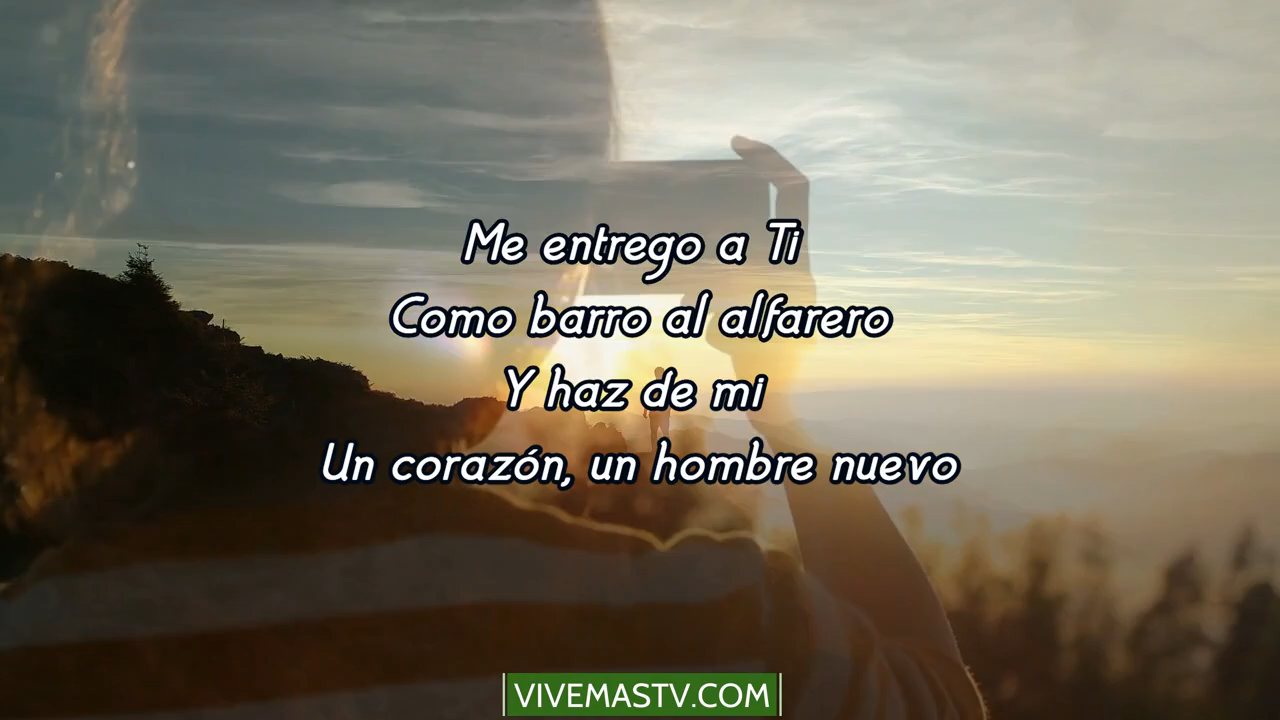 Me entrego a Ti
Como barro al alfarero
Y haz de mi
Un corazón, un hombre nuevo
VIVEMASTV.COM